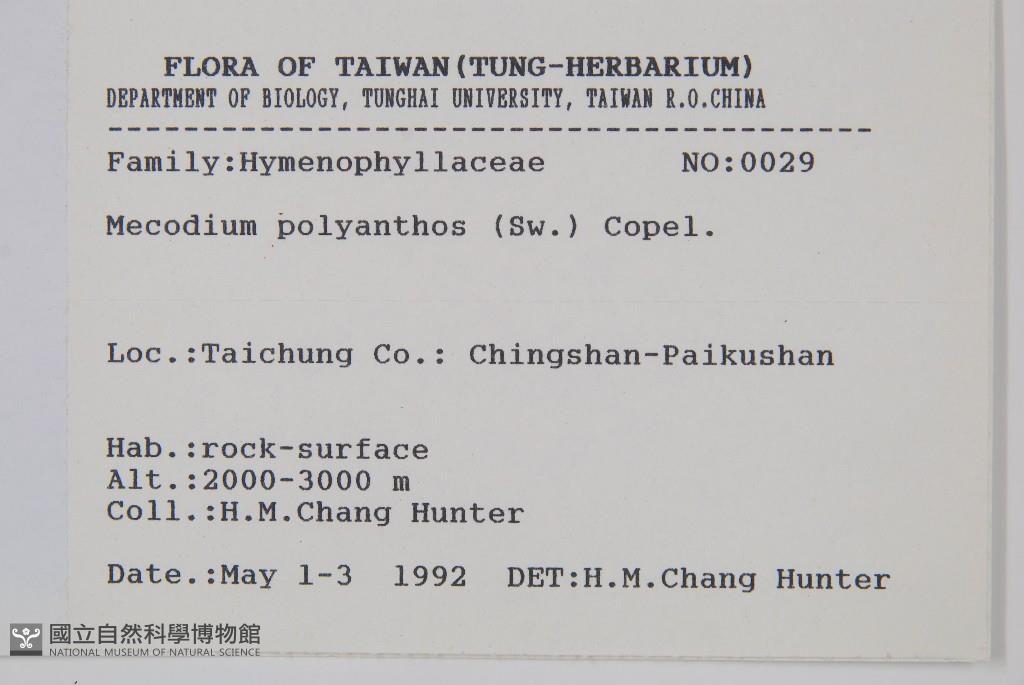 FLORA OF TAIWAN(TUNG-HERBARIUM)
DEPARTMENT OF BIOLOGY, TUNGHAI UNIVERSITY, TAIWAN R.O.CHINA
Family:Hymenophyllaceae NO:0029
Mecodium polyanthos (Sw.) Copel.
Loc.:Taichung Co.: Chingshan-Paikushan
Hab.:rock-surface
Alt.:2000-3000 m
Coll.:H.M.Chang Hunter
Date.:May 1-3 1992 DET:H.M.Chang Hunter
國立自然科學博物館
NATIONAL MUSEUM OF NATURAL SCIENCE